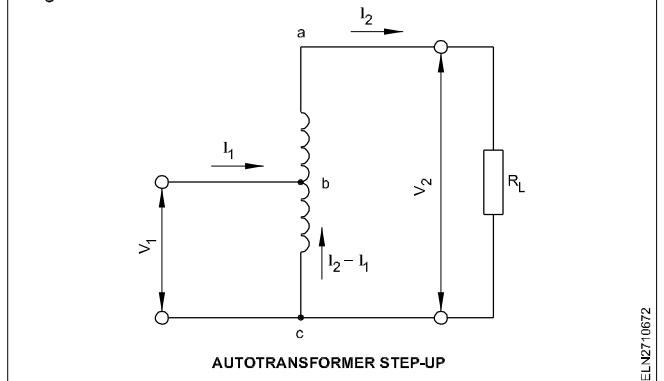 I2
a
I1
b
V2
RL
V1
I2 – I1
c
AUTOTRANSFORMER STEP-UP
ELN2710672